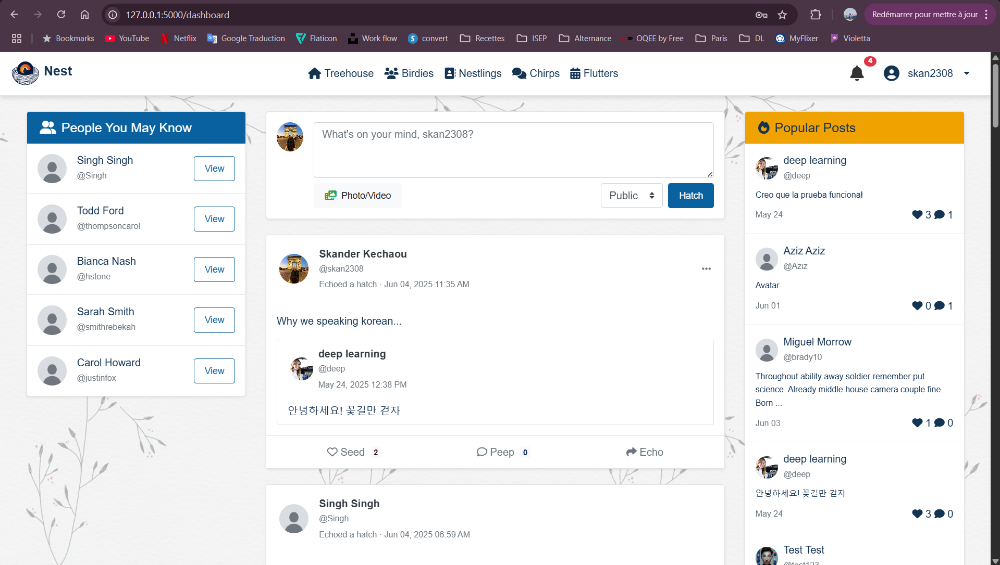 127.0.0.1:5000/dashboard
Redémarrer pour mettre à jour
Bookmarks
YouTube
Netflix
Google Traduction
Flaticon
Work flow
convert
Recettes
ISEP
Alternance
OQEE by Free
Paris
DL
MyFlixer
Violetta
Nest
Treehouse
Birdies
Nestlings
Chirps
Flutters
4
skan2308
People You May Know
Singh Singh
@Singh
View
Todd Ford
@thompsoncarol
View
Bianca Nash
@hstone
View
Sarah Smith
@smithrebekah
View
Carol Howard
@justinfox
View
What's on your mind, skan2308?
Photo/Video
Public
Hatch
Skander Kechaou
@skan2308
Echoed a hatch · Jun 04, 2025 11:35 AM
Why we speaking korean...
deep learning
@deep
May 24, 2025 12:38 PM
안녕하세요! 꽃길만 걷자
Seed 2
Peep 0
Echo
Singh Singh
@Singh
Echoed a hatch · Jun 04, 2025 06:59 AM
Popular Posts
deep learning
@deep
Creo que la prueba funciona!
May 24
3 1
Aziz Aziz
@Aziz
Avatar
Jun 01
0 1
Miguel Morrow
@brady10
Throughout ability away soldier remember put
science. Already middle house camera couple fine.
Born ...
Jun 03
1 0
deep learning
@deep
안녕하세요! 꽃길만 걷자
May 24
3 0
Test Test
@test123